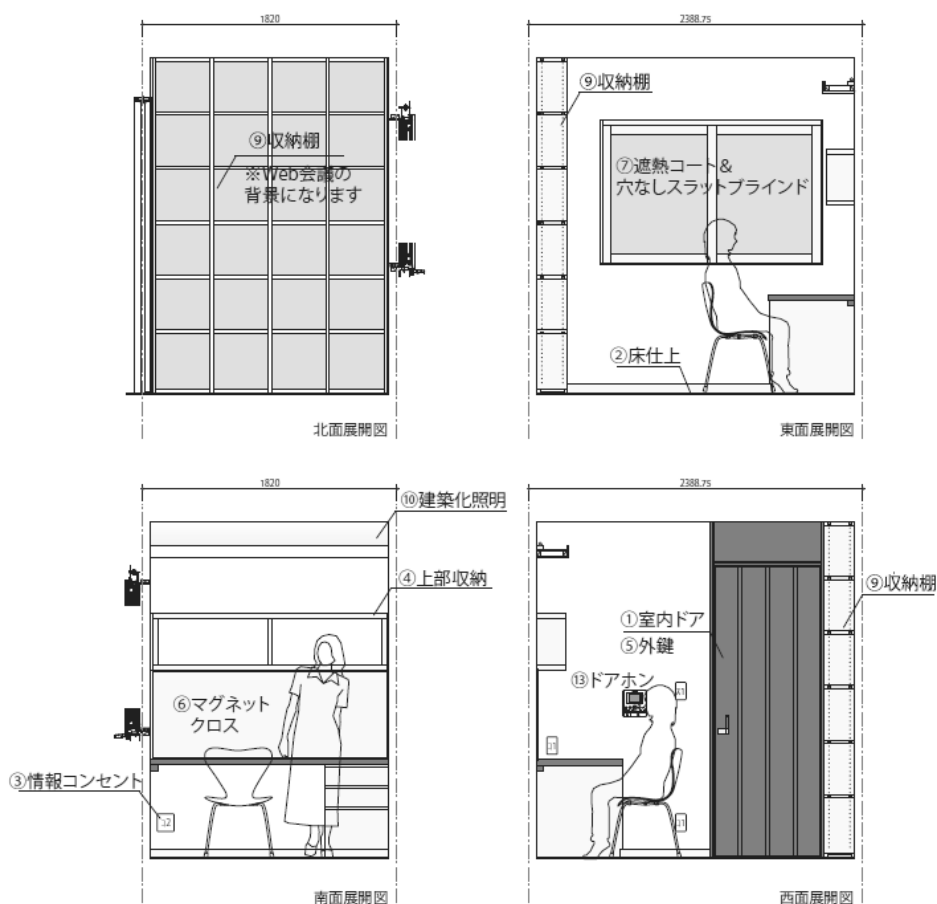 1820
⑨収納棚
※Web会議の
背景になります
北面展開図
2388.75
⑨収納棚
⑦遮熱コート&
穴なしスラットブラインド
②床仕上
東面展開図
1820
⑩建築化照明
④上部収納
⑥マグネット
クロス
③情報コンセント
コ2
南面展開図
2388.75
⑨収納棚
①室内ドア
⑤外鍵
⑬ドアホン
コ1
コ1
西面展開図